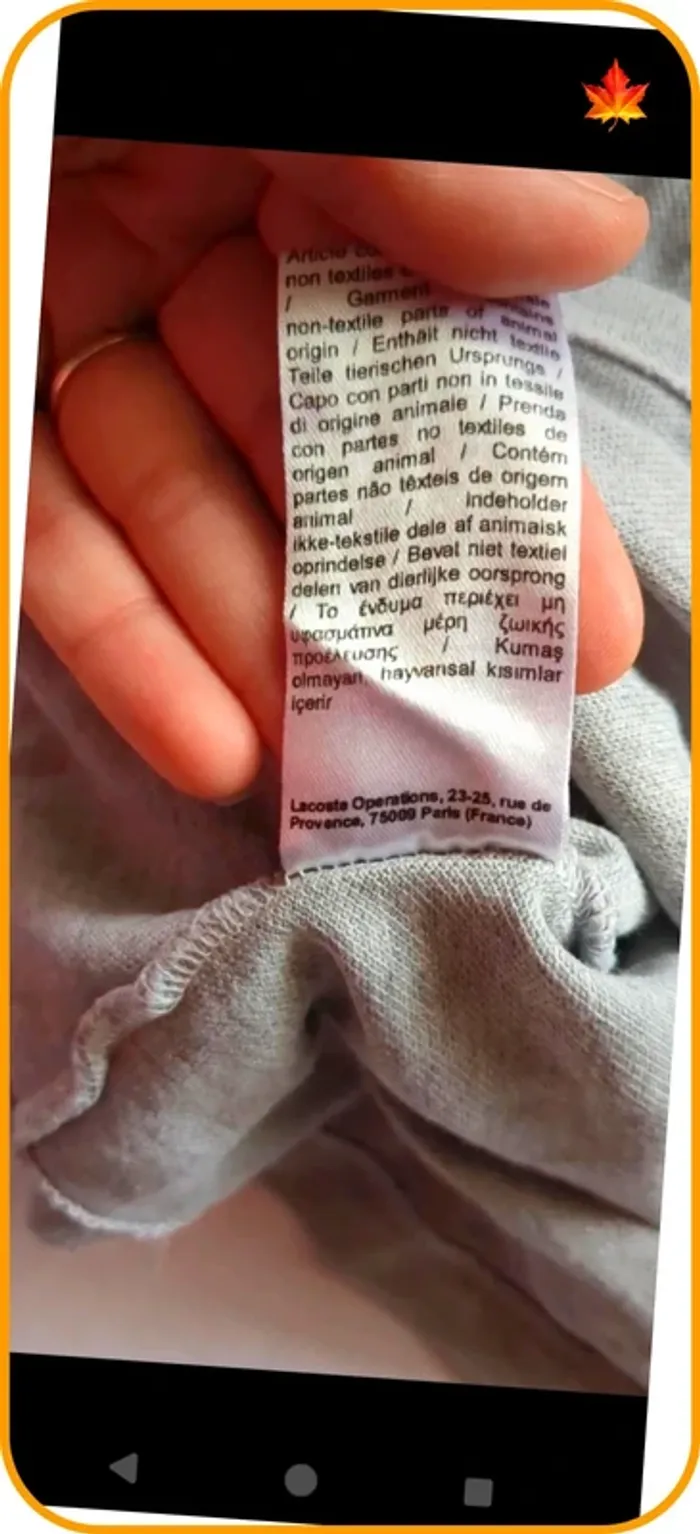 Article
non textiles
/ Garment
non-textile parts of animal
origin / Enthält nicht textile
Teile tierischen Ursprungs /
Capo con parti non in tessile
di origine animale / Prenda
con partes no textiles de
origen animal / Contém
partes não têxteis de origem
animal / Indeholder
ikke-tekstile dele af animalsk
oprindelse / Bevat niet textiel
delen van dierlijke oorsprong
/ Το ένδυμα περιέχει μη
υφασμάτινα μέρη ζωικής
προέλευσης / Kumaş
olmayan hayvansal kısımlar
içerir
Lacoste Operations, 23-25, rue de
Provence, 75009 Paris (France)